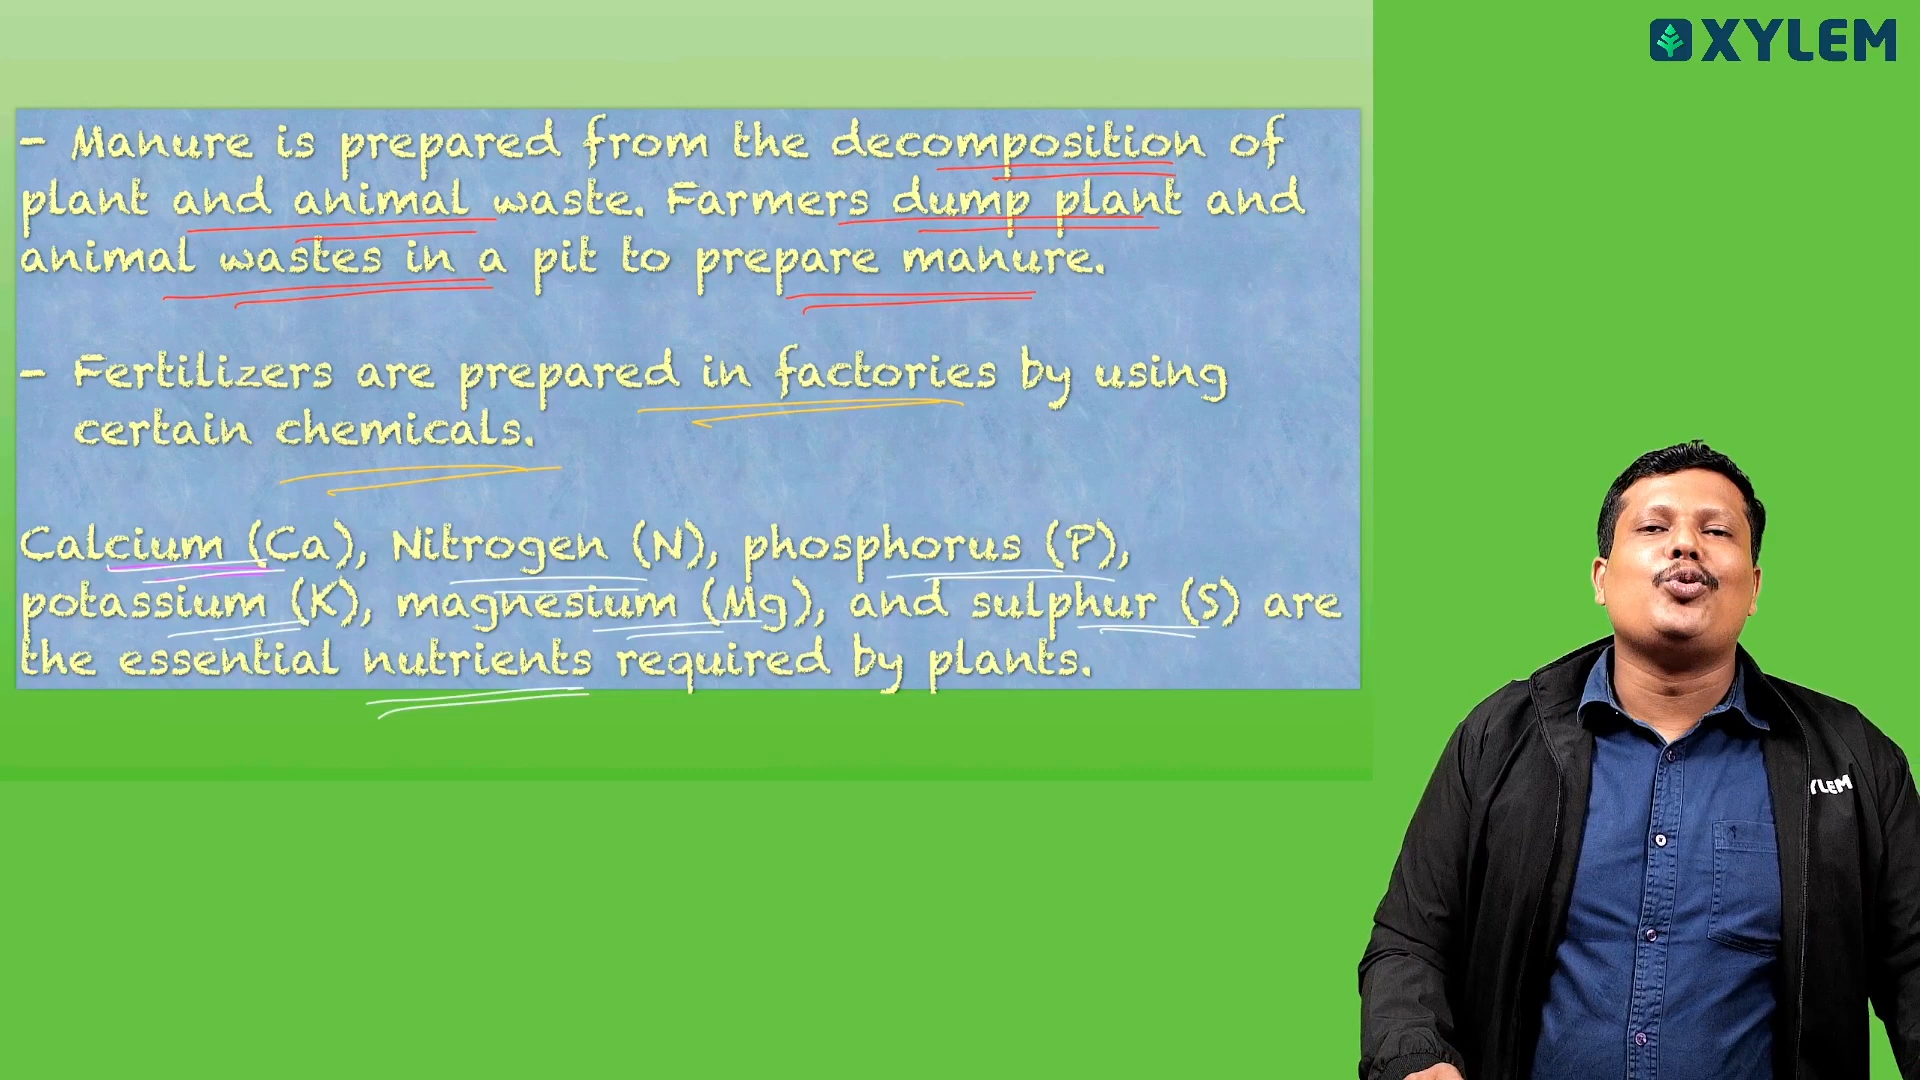 XYLEM
- Manure is prepared from the decomposition of
plant and animal waste. Farmers dump plant and
animal wastes in a pit to prepare manure.
- Fertilizers are prepared in factories by using
certain chemicals.
Calcium (Ca), Nitrogen (N), phosphorus (P),
potassium (K), magnesium (Mg), and sulphur (S) are
the essential nutrients required by plants.
YLEM